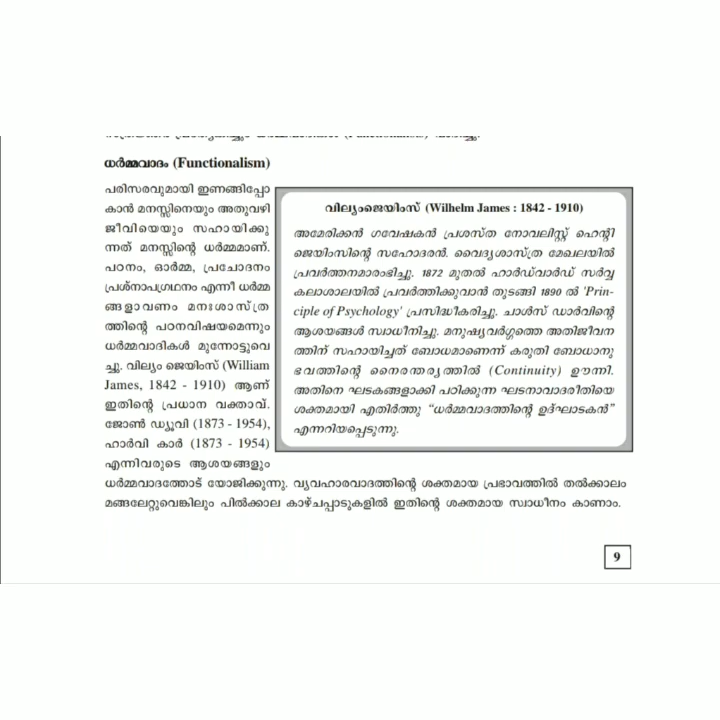 ധർമ്മവാദം (Functionalism)
പരിസരവുമായി ഇണങ്ങിപ്പോ
കാൻ മനസ്സിനെയും അതുവഴി
ജീവിയെയും സഹായിക്കു
ന്നത് മനസ്സിന്റെ ധർമ്മമാണ്.
പഠനം, ഓർമ്മ, പ്രചോദനം
പ്രശ്നാപഗ്രഥനം എന്നീ ധർമ്മ
ങ്ങളാവണം മനഃശാസ്ത്ര
ത്തിന്റെ പഠനവിഷയമെന്നും
ധർമ്മവാദികൾ മുന്നോട്ടുവെ
ച്ചു. വില്യം ജെയിംസ് (William
James, 1842 - 1910) ആണ്
ഇതിന്റെ പ്രധാന വക്താവ്.
ജോൺ ഡ്യൂവി (1873 - 1954),
ഹാർവി കാർ (1873 - 1954)
എന്നിവരുടെ ആശയങ്ങളും
ധർമ്മവാദത്തോട് യോജിക്കുന്നു. വ്യവഹാരവാദത്തിന്റെ ശക്തമായ പ്രഭാവത്തിൽ തൽക്കാലം
മങ്ങലേറ്റുവെങ്കിലും പിൽക്കാല കാഴ്ചപ്പാടുകളിൽ ഇതിന്റെ ശക്തമായ സ്വാധീനം കാണാം.
വില്യംജെയിംസ് (Wilhelm James : 1842 - 1910)
അമേരിക്കൻ ഗവേഷകൻ പ്രശസ്ത നോവലിസ്റ്റ് ഹെന്റി
ജെയിംസിന്റെ സഹോദരൻ. വൈദ്യശാസ്ത്ര മേഖലയിൽ
പ്രവർത്തനമാരംഭിച്ചു. 1872 മുതൽ ഹാർഡ്‌വാർഡ് സർവ്വ
കലാശാലയിൽ പ്രവർത്തിക്കുവാൻ തുടങ്ങി 1890 ൽ 'Prin-
ciple of Psychology' പ്രസിദ്ധീകരിച്ചു. ചാൾസ് ഡാർവിന്റെ
ആശയങ്ങൾ സ്വാധീനിച്ചു. മനുഷ്യവർഗ്ഗത്തെ അതിജീവന
ത്തിന് സഹായിച്ചത് ബോധമാണെന്ന് കരുതി ബോധാനു
ഭവത്തിന്റെ നൈരന്തര്യത്തിൽ (Continuity) ഊന്നി.
അതിനെ ഘടകങ്ങളാക്കി പഠിക്കുന്ന ഘടനാവാദരീതിയെ
ശക്തമായി എതിർത്തു “ധർമ്മവാദത്തിന്റെ ഉദ്ഘാടകൻ”
എന്നറിയപ്പെടുന്നു.
9